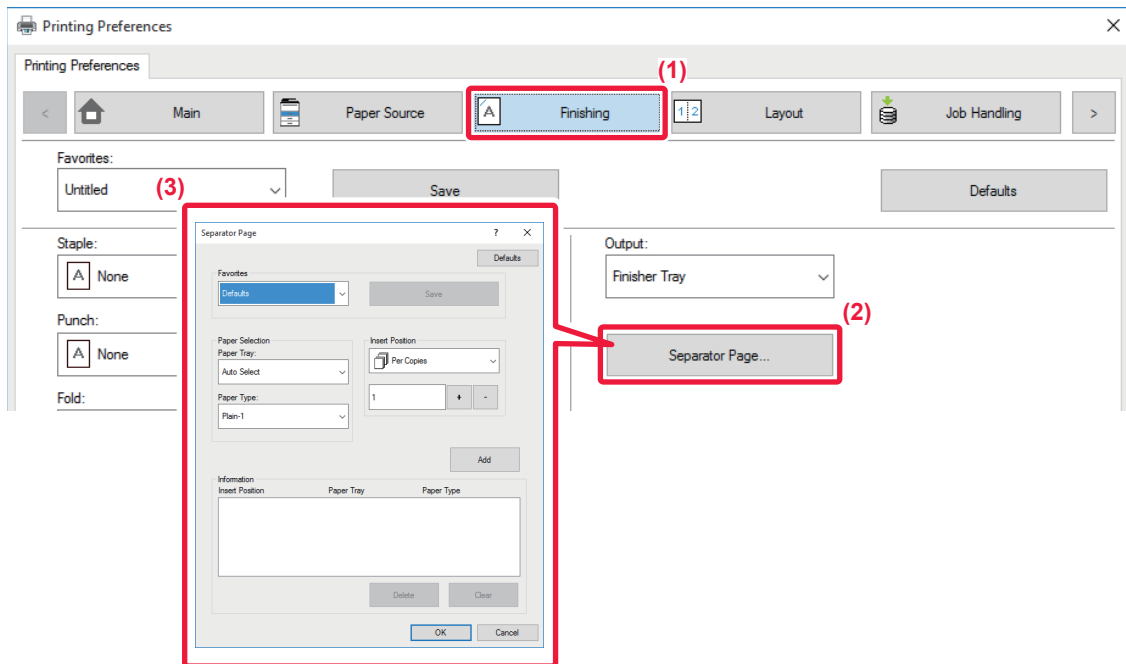 Printing Preferences
Printing Preferences
(1)
< Main Paper Source A Finishing 1 2 Layout Job Handling >
Favorites:
Untitled Save Defaults
(3)
Separator Page ? ×
Defaults
Favorites
Defaults Save
Paper Selection
Paper Tray:
Auto Select
Paper Type:
Plain-1
Insert Position
Per Copies
1 + -
Add
Information
Insert Position Paper Tray Paper Type
Delete Clear
OK Cancel
Staple:
A None
Punch:
A None
Fold:
Output:
Finisher Tray
(2)
Separator Page...